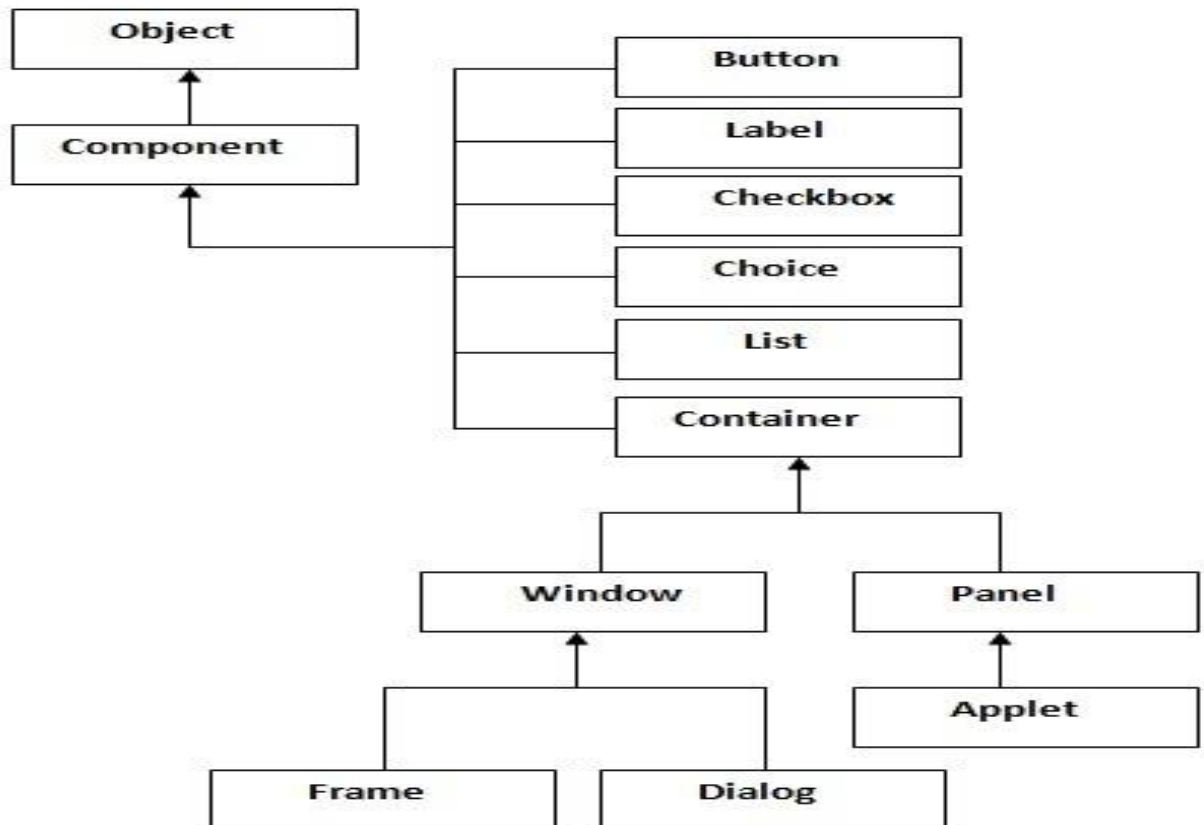 Object
Component
Button
Label
Checkbox
Choice
List
Container
Window
Panel
Applet
Frame
Dialog